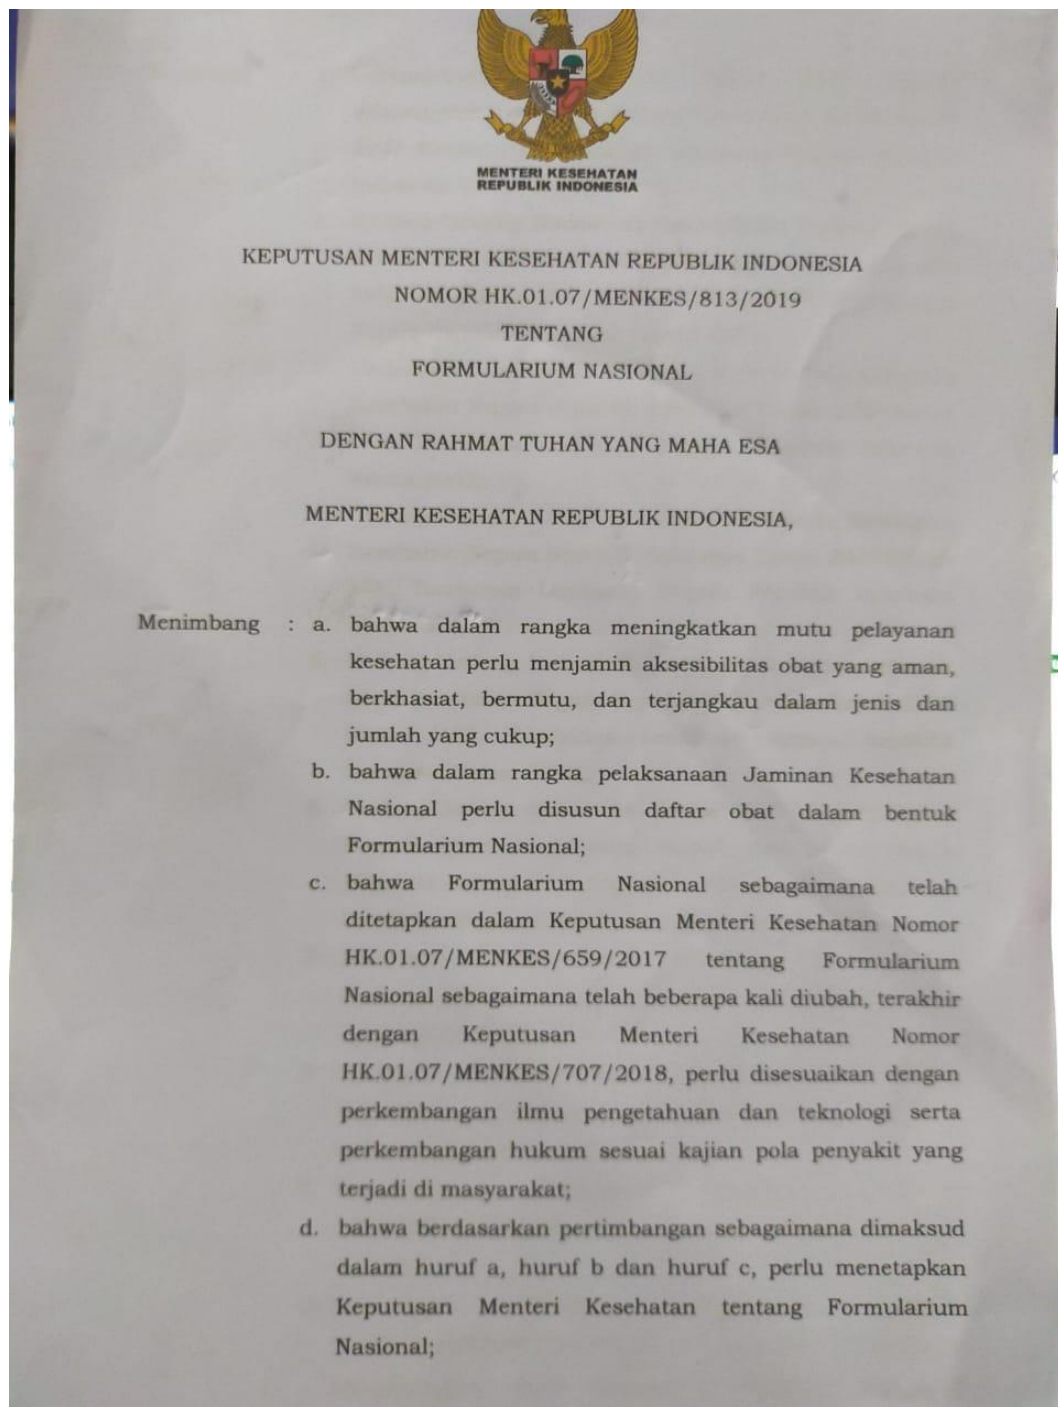 MENTERI KESEHATAN
REPUBLIK INDONESIA
KEPUTUSAN MENTERI KESEHATAN REPUBLIK INDONESIA
NOMOR HK.01.07/MENKES/813/2019
TENTANG
FORMULARIUM NASIONAL
DENGAN RAHMAT TUHAN YANG MAHA ESA
MENTERI KESEHATAN REPUBLIK INDONESIA,
Menimbang : a. bahwa dalam rangka meningkatkan mutu pelayanan
kesehatan perlu menjamin aksesibilitas obat yang aman,
berkhasiat, bermutu, dan terjangkau dalam jenis dan
jumlah yang cukup;
b. bahwa dalam rangka pelaksanaan Jaminan Kesehatan
Nasional perlu disusun daftar obat dalam bentuk
Formularium Nasional;
c. bahwa Formularium Nasional sebagaimana telah
ditetapkan dalam Keputusan Menteri Kesehatan Nomor
HK.01.07/MENKES/659/2017 tentang Formularium
Nasional sebagaimana telah beberapa kali diubah, terakhir
dengan Keputusan Menteri Kesehatan Nomor
HK.01.07/MENKES/707/2018, perlu disesuaikan dengan
perkembangan ilmu pengetahuan dan teknologi serta
perkembangan hukum sesuai kajian pola penyakit yang
terjadi di masyarakat;
d. bahwa berdasarkan pertimbangan sebagaimana dimaksud
dalam huruf a, huruf b dan huruf c, perlu menetapkan
Keputusan Menteri Kesehatan tentang Formularium
Nasional;